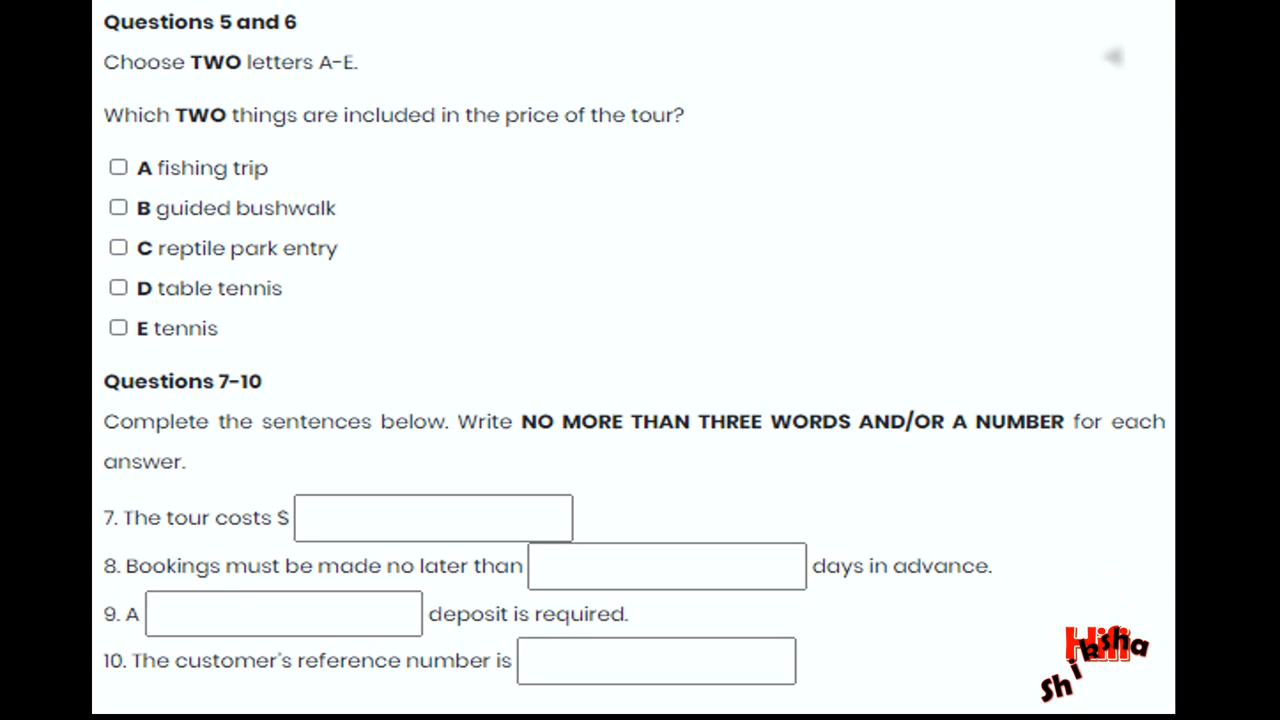 Questions 5 and 6
Choose TWO letters A-E.
Which TWO things are included in the price of the tour?
A fishing trip
B guided bushwalk
C reptile park entry
D table tennis
E tennis
Questions 7-10
Complete the sentences below. Write NO MORE THAN THREE WORDS AND/OR A NUMBER for each
answer.
7. The tour costs $
8. Bookings must be made no later than days in advance.
9. A deposit is required.
10. The customer's reference number is
Hifi
Shiksha